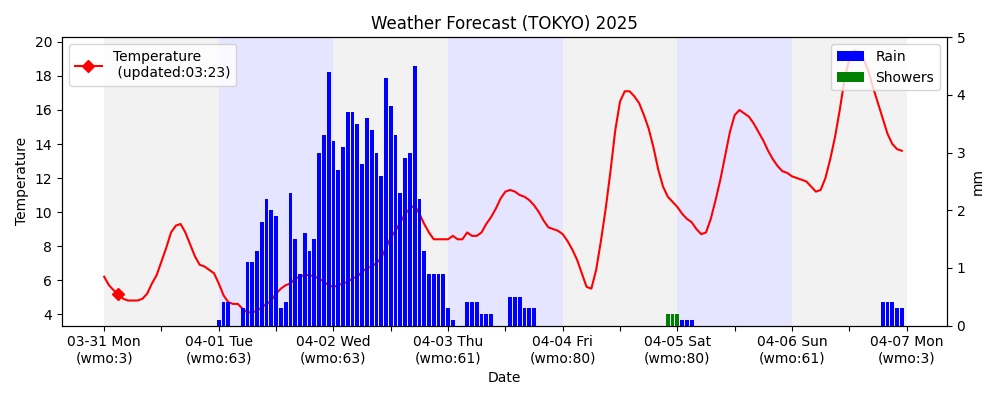 Weather Forecast (TOKYO) 2025
Temperature
(updated:03:23)
Rain
Showers
20
18
16
14
12
10
8
6
4
Temperature
5
4
3
2
1
0
mm
03-31 Mon
(wmo:3)
04-01 Tue
(wmo:63)
04-02 Wed
(wmo:63)
04-03 Thu
(wmo:61)
04-04 Fri
(wmo:80)
04-05 Sat
(wmo:80)
04-06 Sun
(wmo:61)
04-07 Mon
(wmo:3)
Date